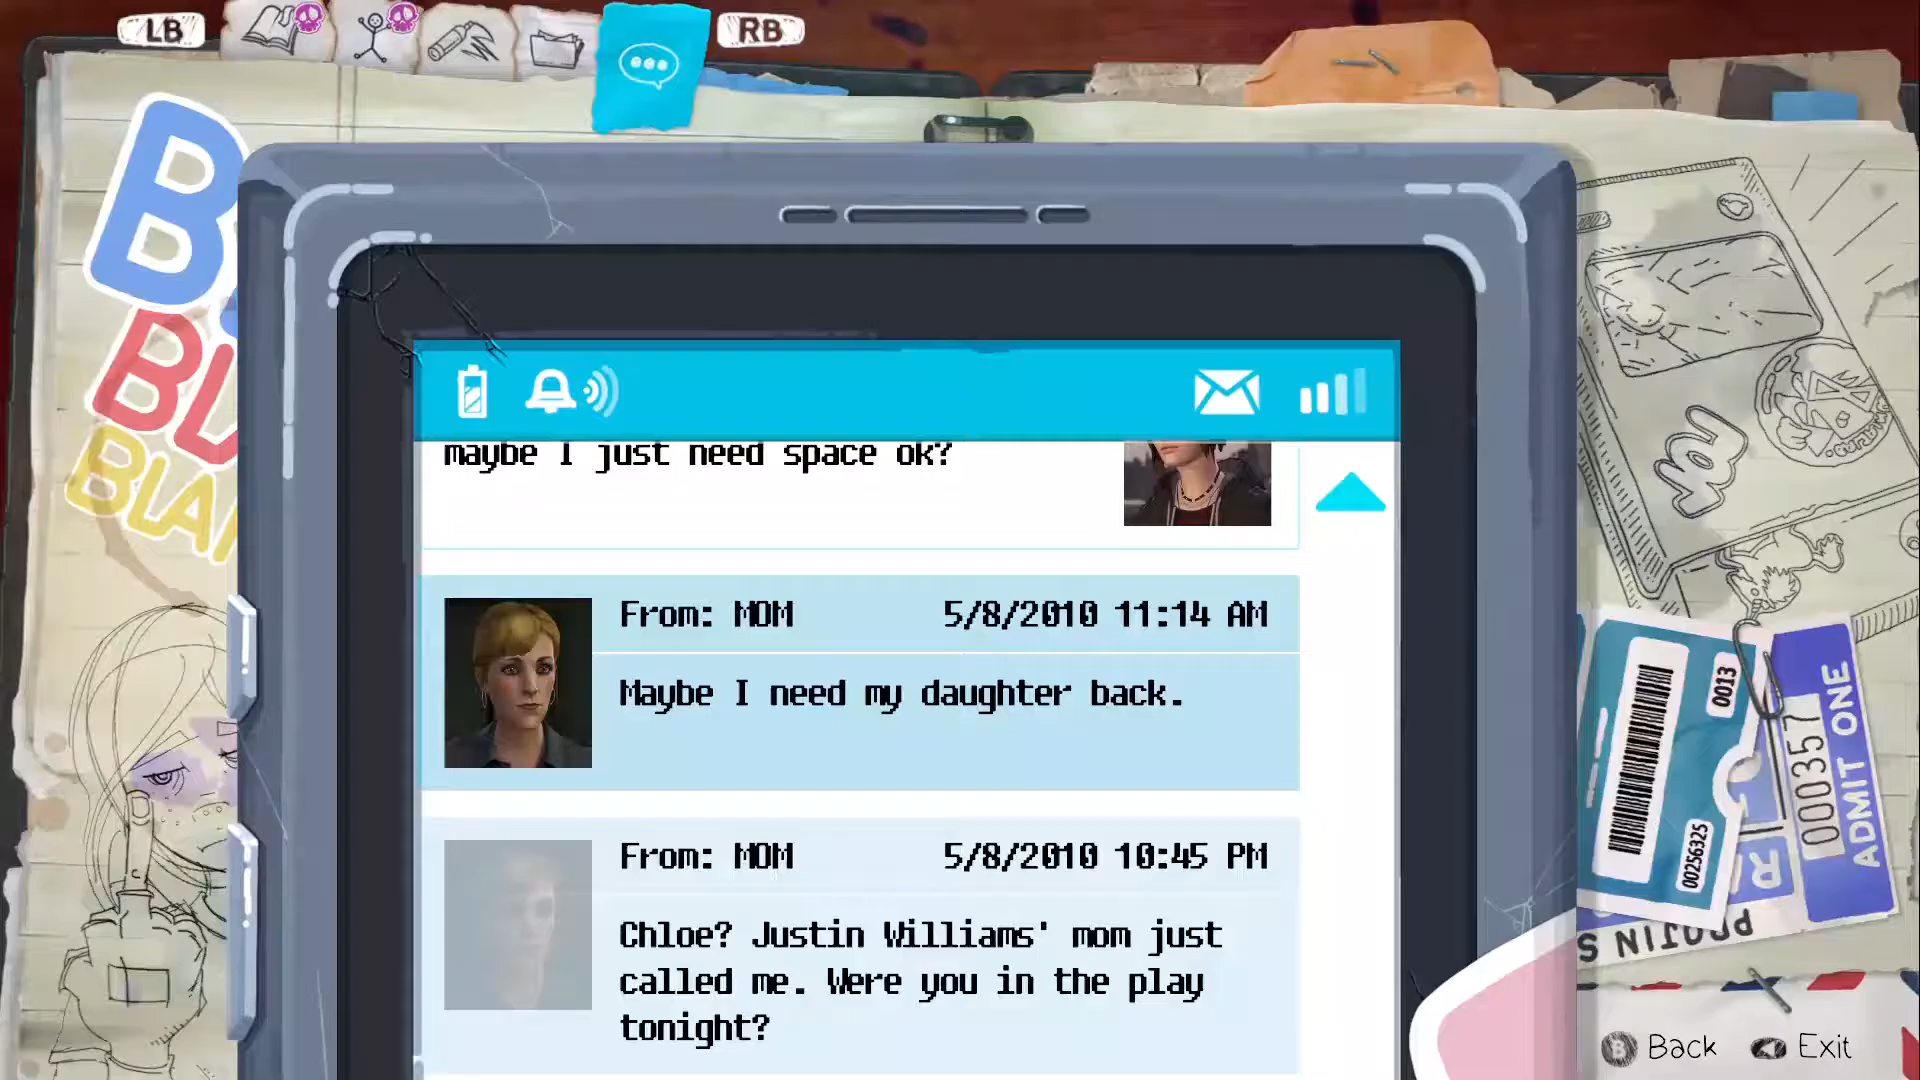 LB
RB
maybe I just need space ok?
From: MOM 5/8/2010 11:14 AM
Maybe I need my daughter back.
From: MOM 5/8/2010 10:45 PM
Chloe? Justin Williams' mom just
called me. Were you in the play
tonight?
0013
00256325
000357
ADMIT ONE
Back
Exit